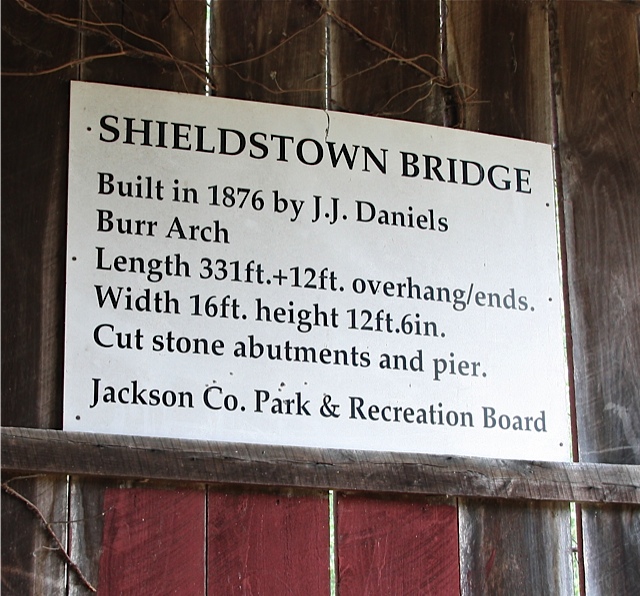 SHIELDSTOWN BRIDGE
Built in 1876 by J.J. Daniels
Burr Arch
Length 331ft.+12ft. overhang/ends.
Width 16ft. height 12ft.6in.
Cut stone abutments and pier.
Jackson Co. Park & Recreation Board